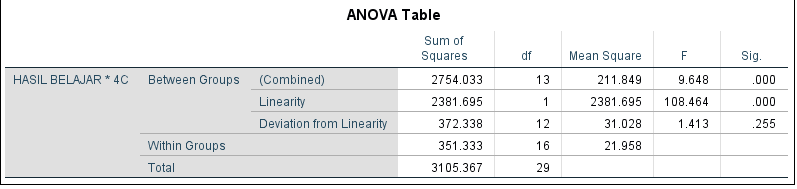 ANOVA Table
Sum of Squares df Mean Square F Sig.
HASIL BELAJAR * 4C Between Groups (Combined) 2754.033 13 211.849 9.648 .000
Linearity 2381.695 1 2381.695 108.464 .000
Deviation from Linearity 372.338 12 31.028 1.413 .255
Within Groups 351.333 16 21.958
Total 3105.367 29